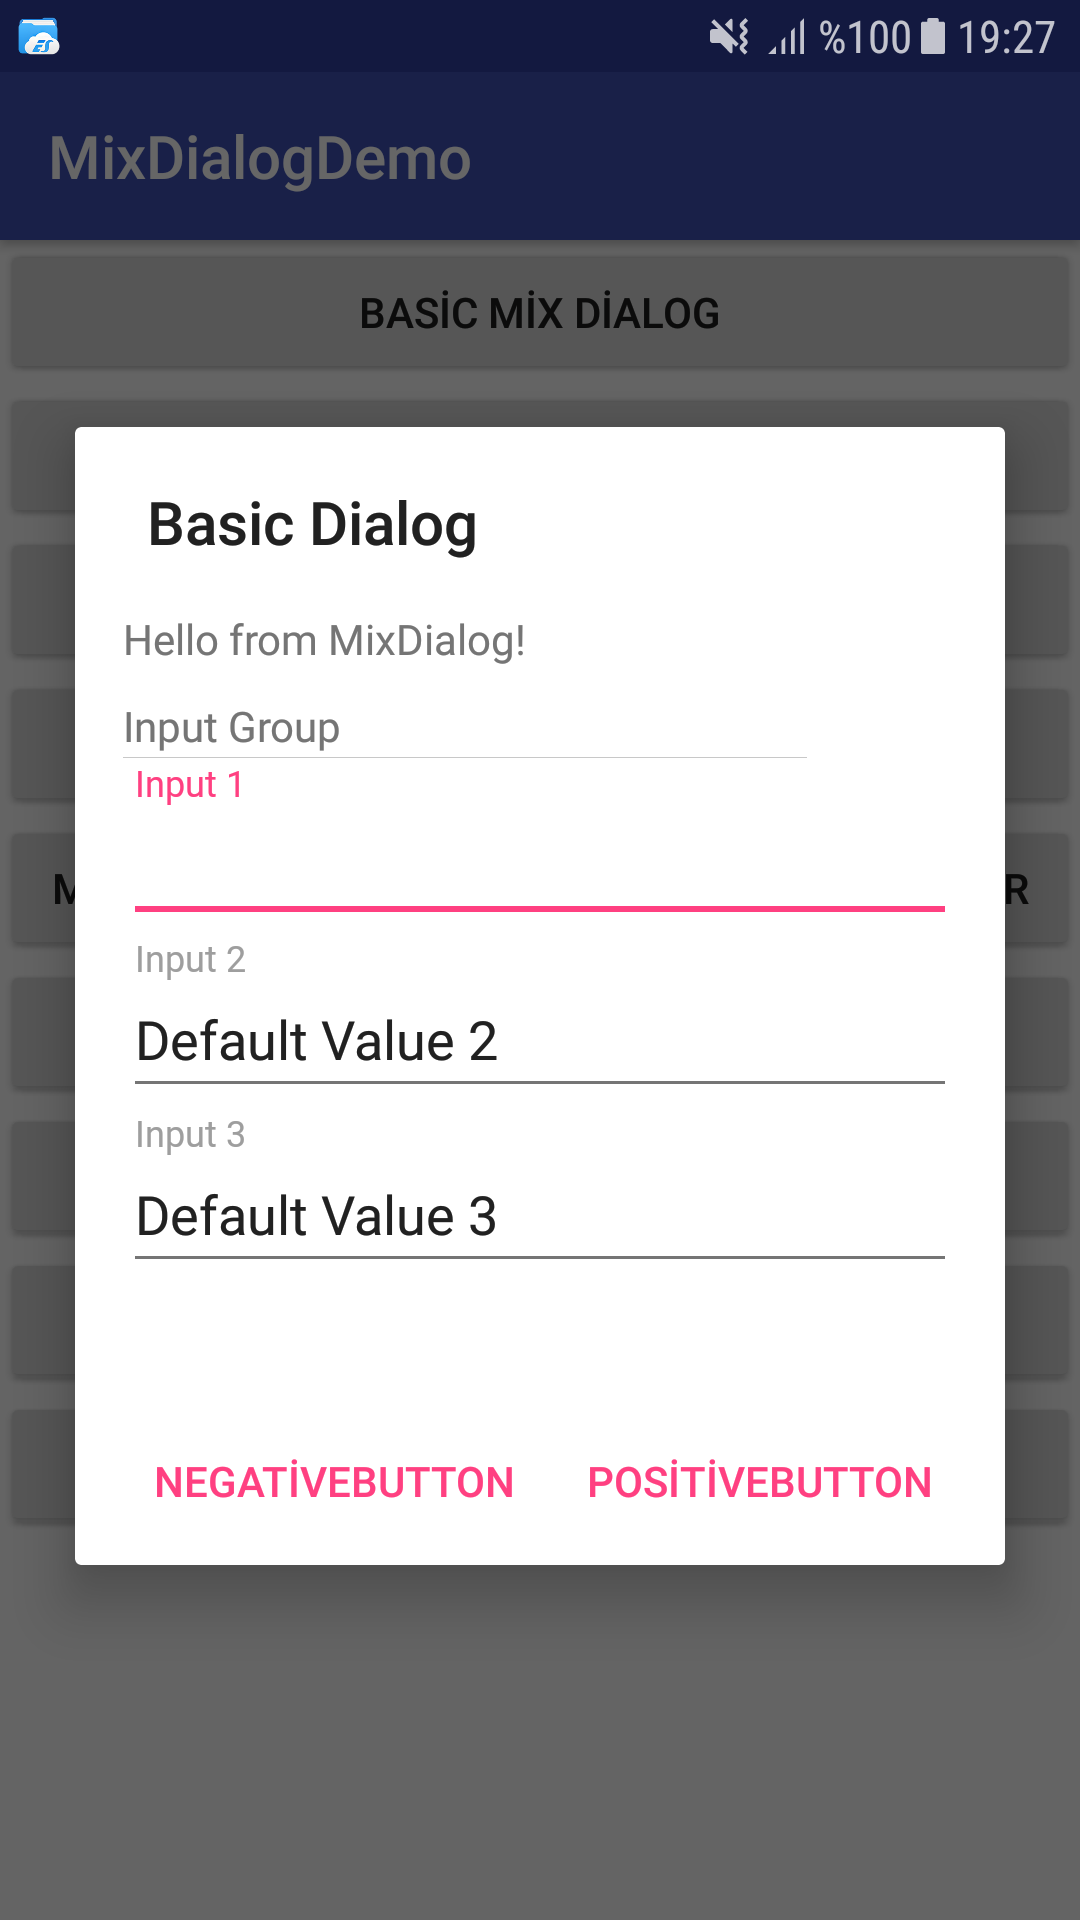 ES
%100 19:27
MixDialogDemo
BASİC MİX DİALOG
Basic Dialog
Hello from MixDialog!
Input Group
Input 1
M R
Input 2
Default Value 2
Input 3
Default Value 3
NEGATİVEBUTTON POSİTİVEBUTTON